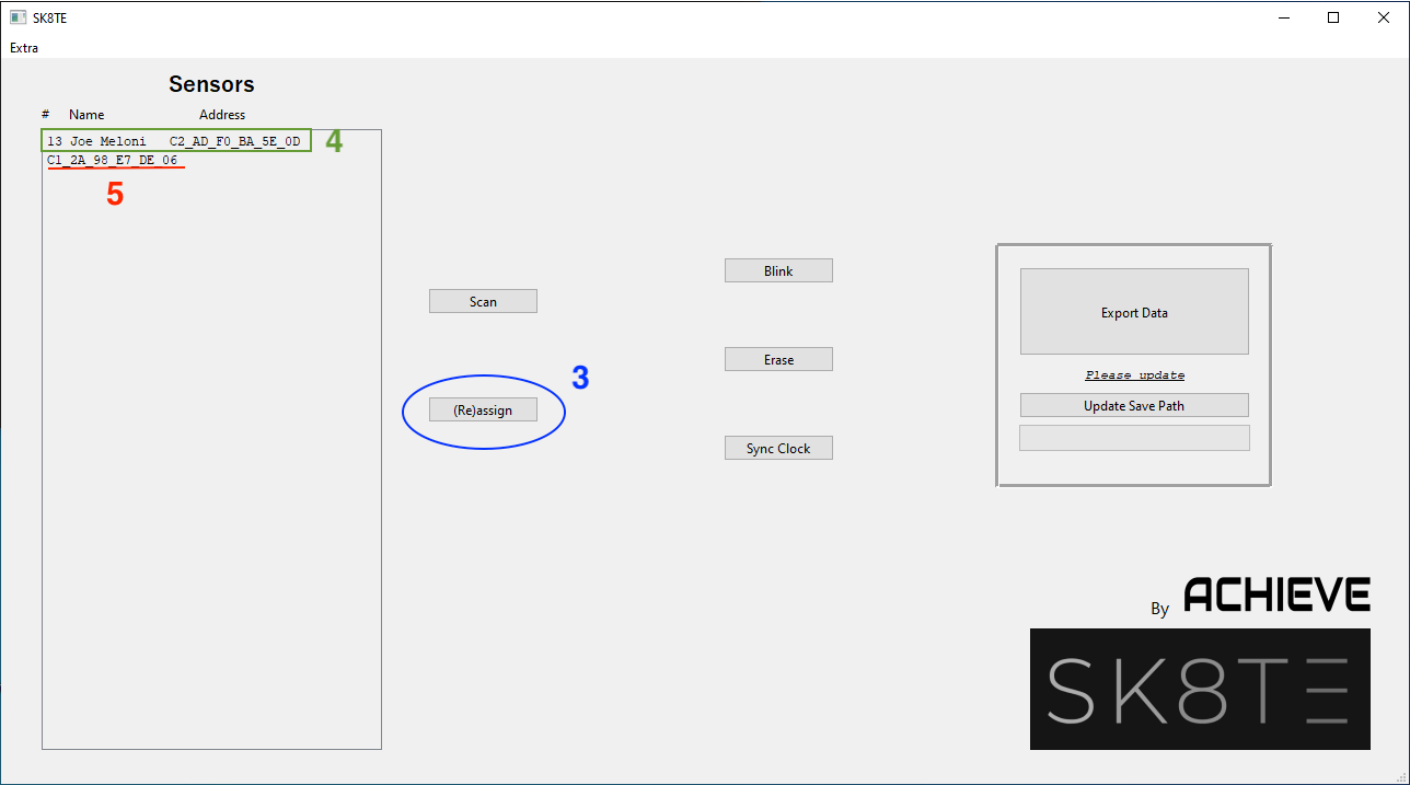 SK8TE
Extra
Sensors
# Name Address
13 Joe Meloni C2_AD_F0_BA_5E_0D 4
C1_2A_98_E7_DE_06
5
Scan
3
(Re)assign
Blink
Erase
Sync Clock
Export Data
Please update
Update Save Path
By ACHIEVE
SK8TE